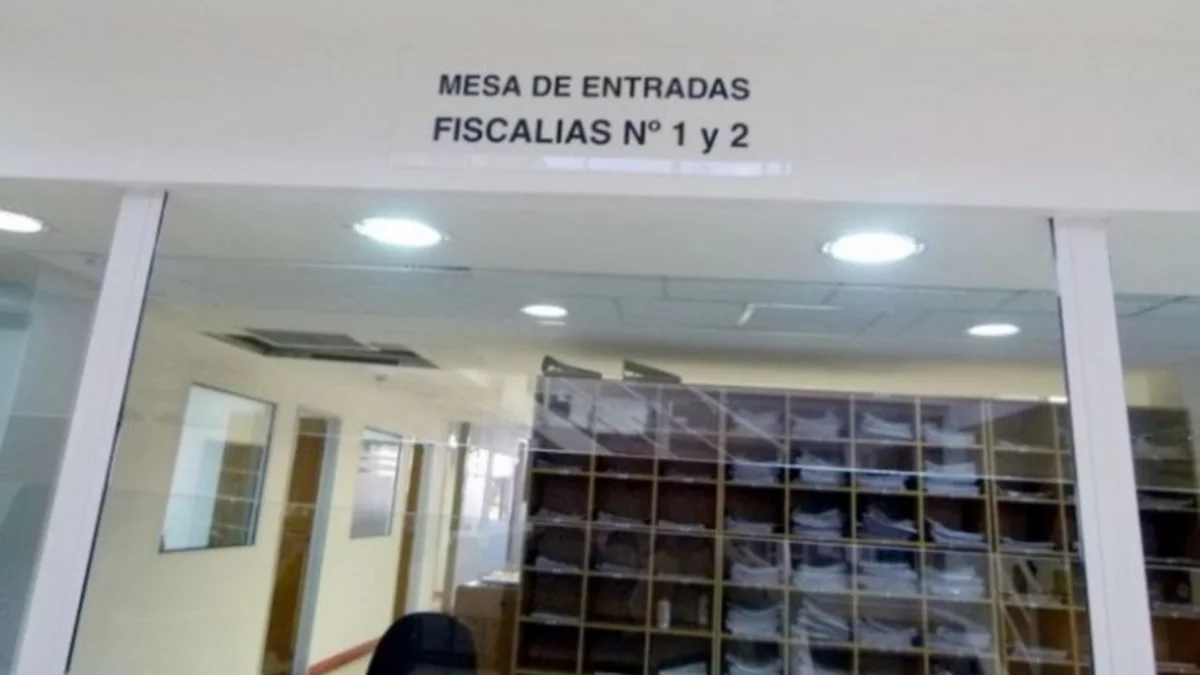 MESA DE ENTRADAS
FISCALIAS Nº 1 y 2